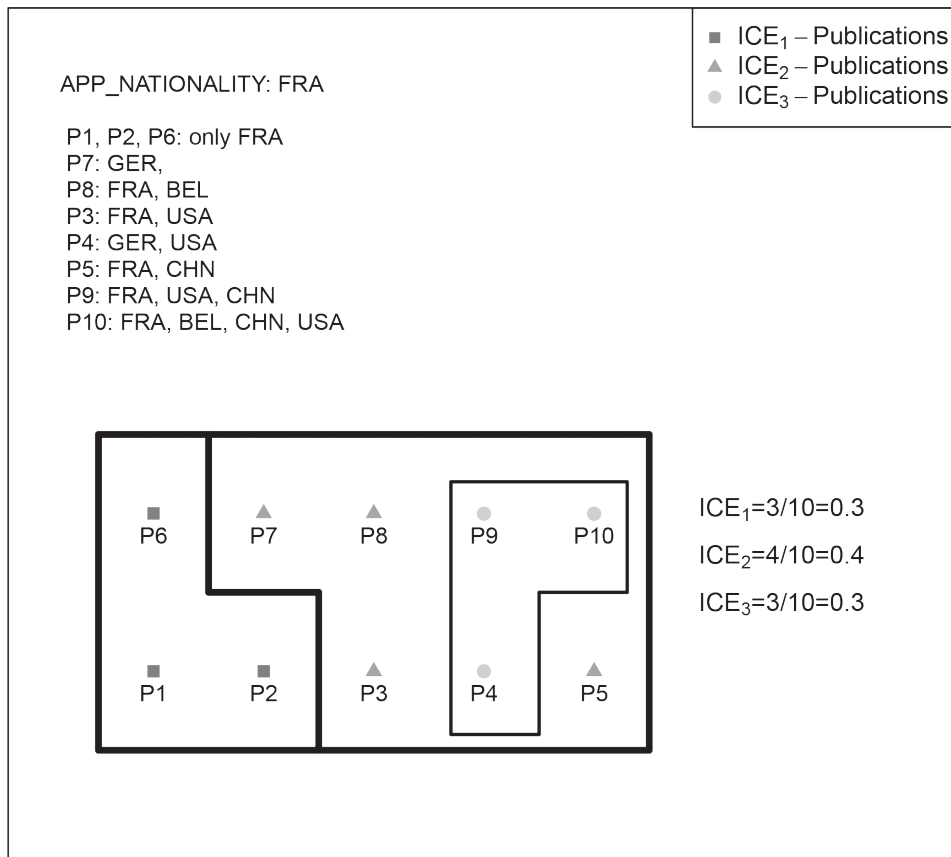 ICE₁ – Publications
ICE₂ – Publications
ICE₃ – Publications
APP_NATIONALITY: FRA
P1, P2, P6: only FRA
P7: GER,
P8: FRA, BEL
P3: FRA, USA
P4: GER, USA
P5: FRA, CHN
P9: FRA, USA, CHN
P10: FRA, BEL, CHN, USA
P6 P7 P8 P9 P10
P1 P2 P3 P4 P5
ICE₁=3/10=0.3
ICE₂=4/10=0.4
ICE₃=3/10=0.3